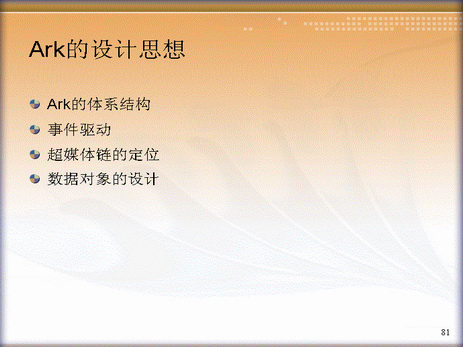 Ark的设计思想
Ark的体系结构
事件驱动
超媒体链的定位
数据对象的设计
81